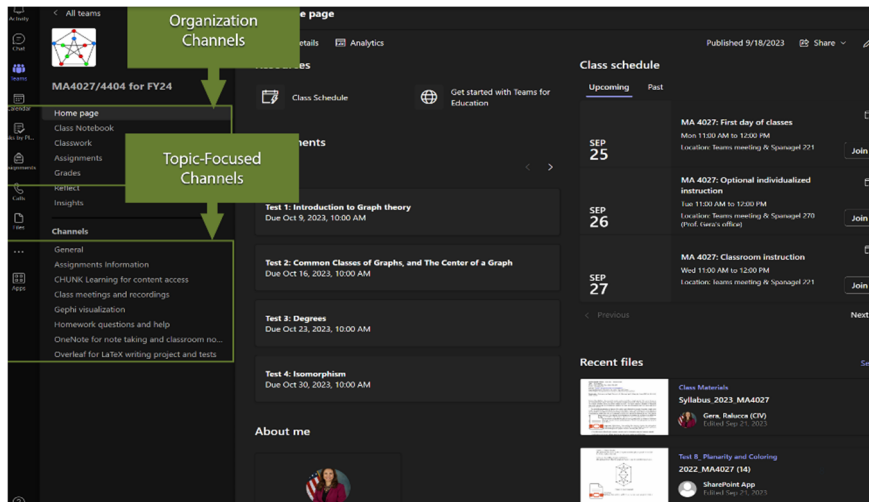 Activity
Chat
Teams
Calendar
Calls
Files
Apps
All teams
MA4027/4404 for FY24
Home page
Class Notebook
Classwork
Assignments
Grades
Reflect
Insights
Channels
General
Assignments Information
CHUNK Learning for content access
Class meetings and recordings
Gephi visualization
Homework questions and help
OneNote for note taking and classroom no...
Overleaf for LaTeX writing project and tests
Organization
Channels
Topic-Focused
Channels
page
Analytics
Published 9/18/2023
Share
Resources
Class Schedule
Get started with Teams for
Education
Test 1: Introduction to Graph theory
Due Oct 9, 2023, 10:00 AM
Test 2: Common Classes of Graphs, and The Center of a Graph
Due Oct 16, 2023, 10:00 AM
Test 3: Degrees
Due Oct 23, 2023, 10:00 AM
Test 4: Isomorphism
Due Oct 30, 2023, 10:00 AM
About me
Class schedule
Upcoming Past
SEP
25
MA 4027: First day of classes
Mon 11:00 AM to 12:00 PM
Location: Teams meeting & Spanagel 221
Join
SEP
26
MA 4027: Optional individualized
instruction
Tue 11:00 AM to 12:00 PM
Location: Teams meeting & Spanagel 270
(Prof. Gera's office)
Join
SEP
27
MA 4027: Classroom instruction
Wed 11:00 AM to 12:00 PM
Location: Teams meeting & Spanagel 221
Join
Previous
Next
Recent files
Se
Class Materials
Syllabus_2023_MA4027
Gera, Ralucca (CIV)
Edited Sep 21, 2023
Test 8_ Planarity and Coloring
2022_MA4027 (14)
SharePoint App
Edited Sep 21, 2023